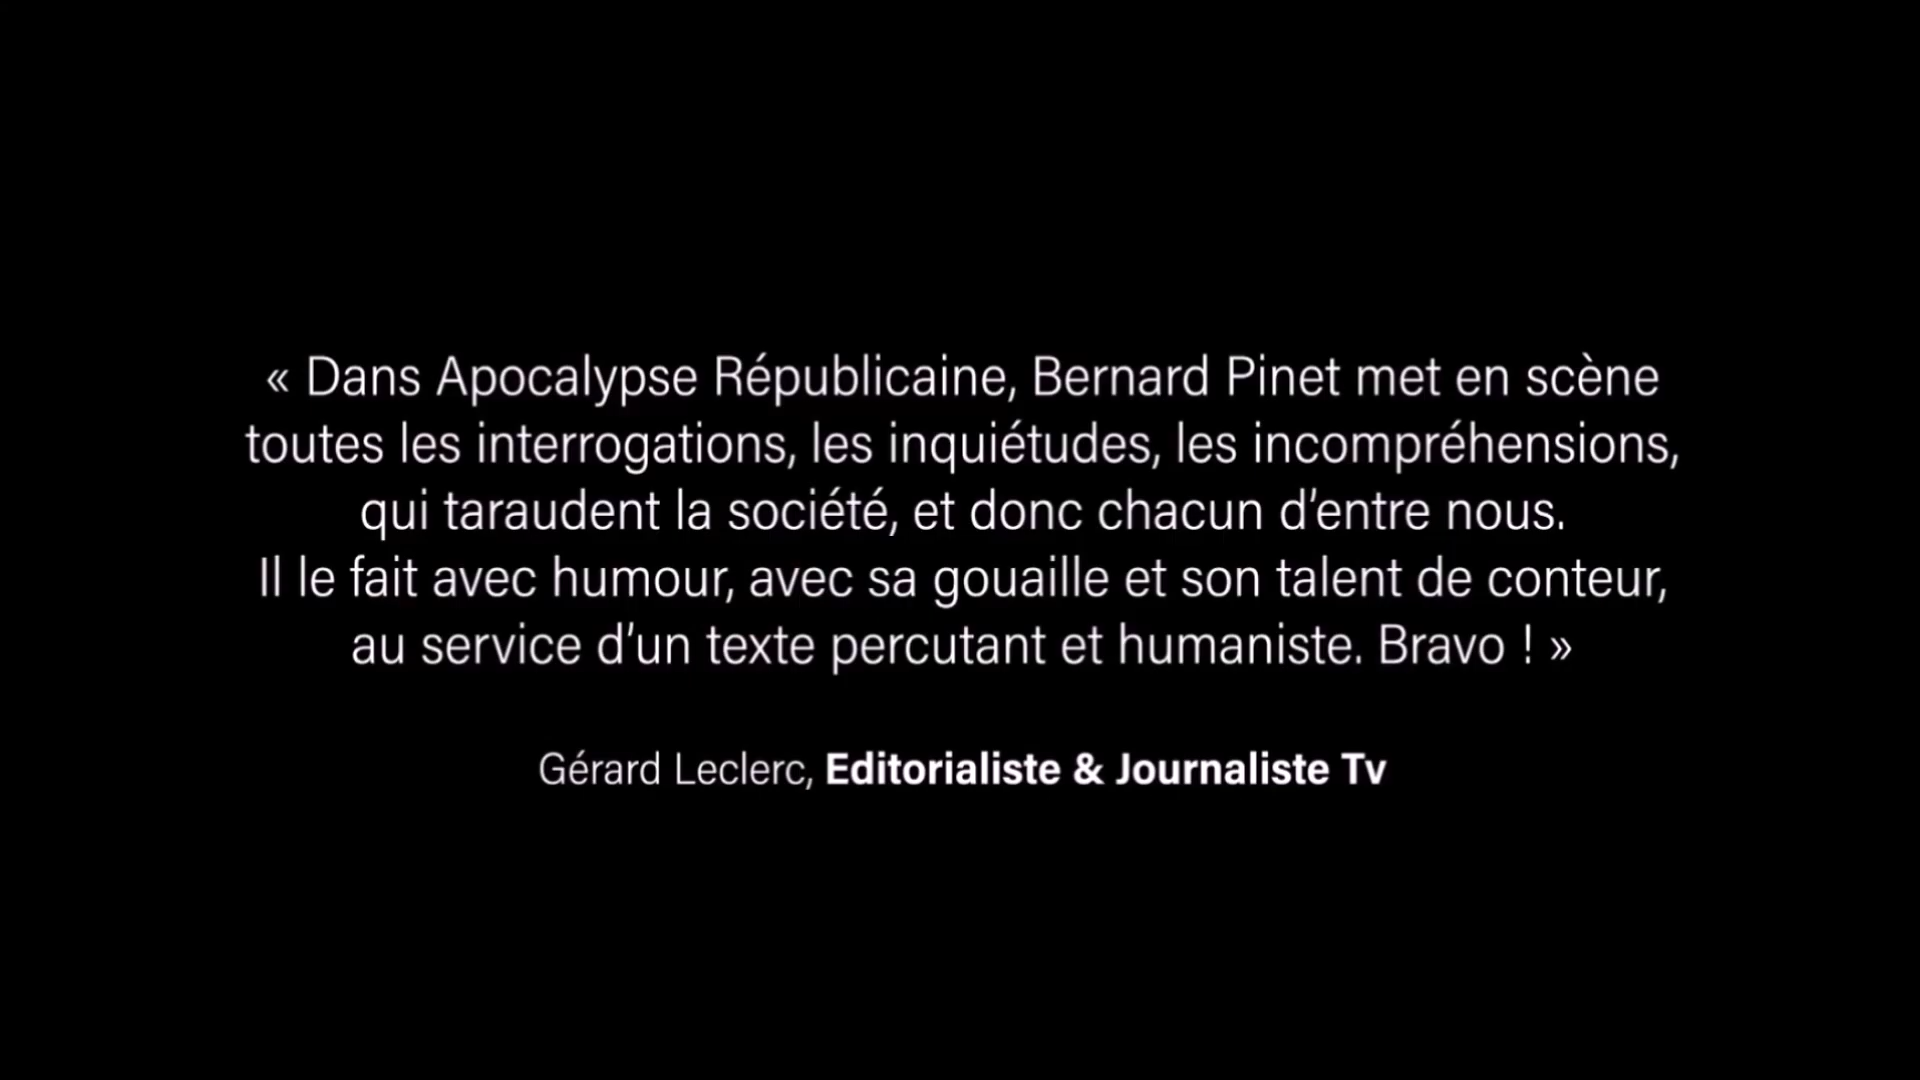 « Dans Apocalypse Républicaine, Bernard Pinet met en scène
toutes les interrogations, les inquiétudes, les incompréhensions,
qui taraudent la société, et donc chacun d’entre nous.
Il le fait avec humour, avec sa gouaille et son talent de conteur,
au service d’un texte percutant et humaniste. Bravo ! »
Gérard Leclerc, Editorialiste & Journaliste Tv